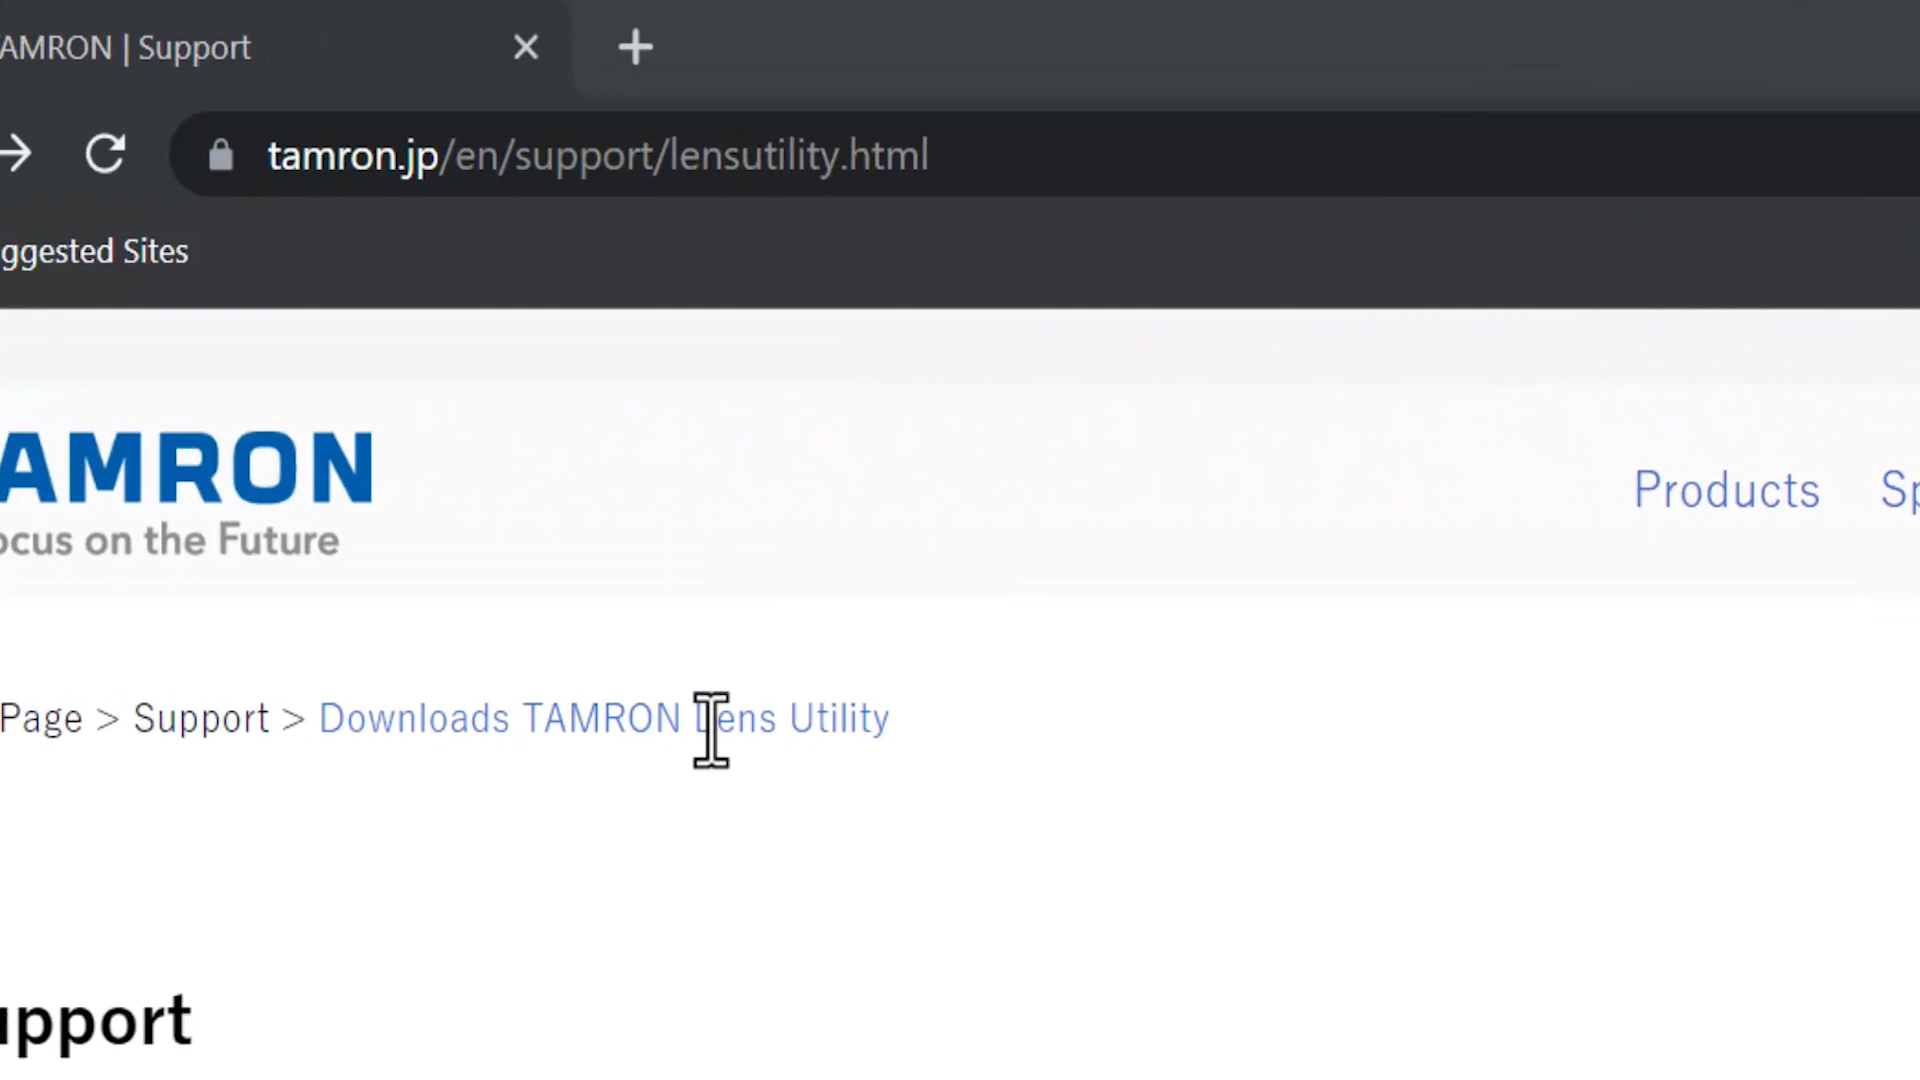 AMRON | Support
tamron.jp/en/support/lensutility.html
ggested Sites
AMRON
ocus on the Future
Products Sp
Page > Support > Downloads TAMRON Lens Utility
upport